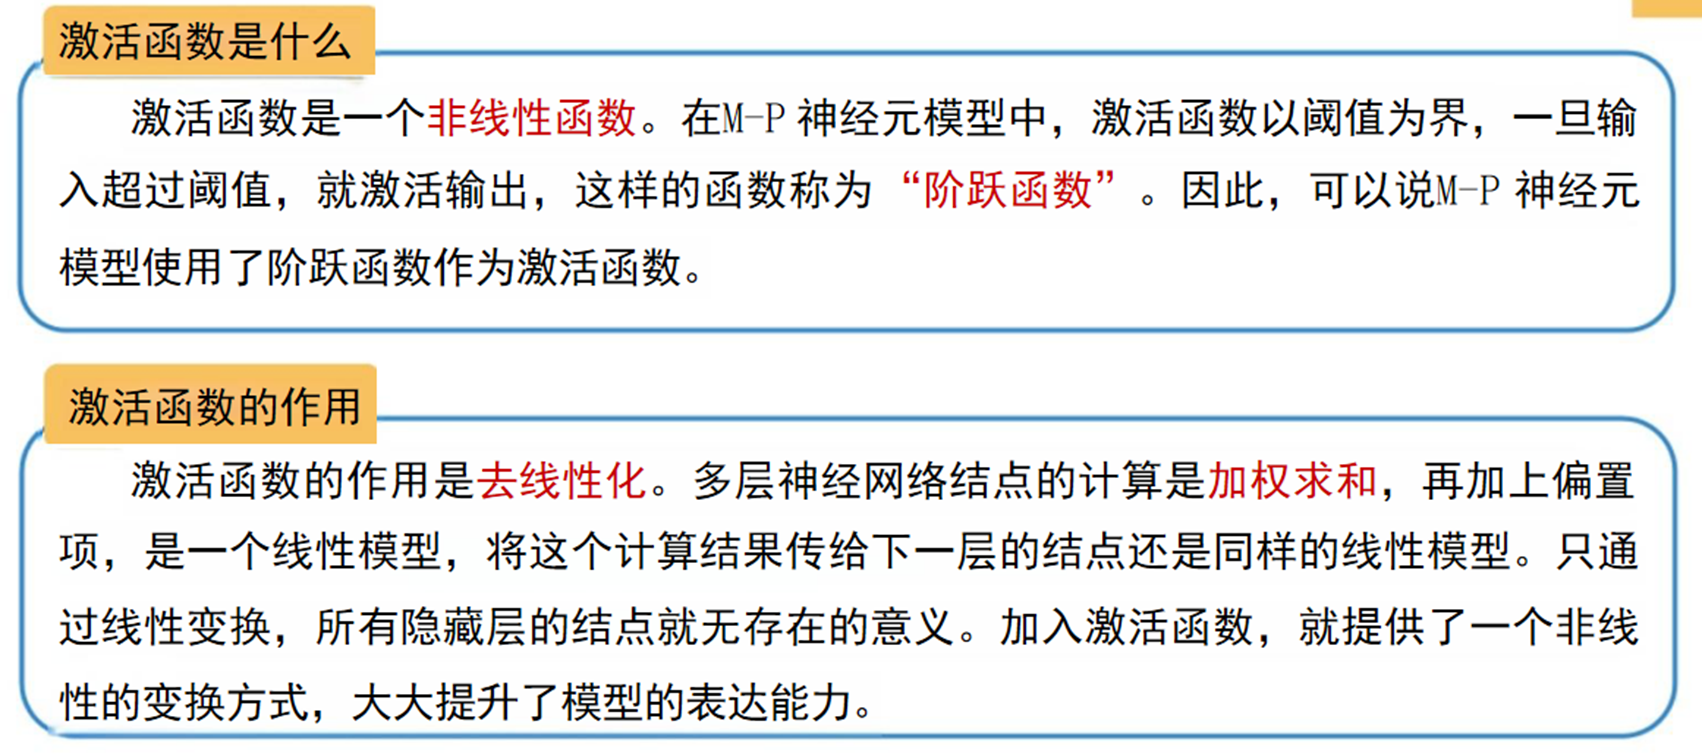 激活函数是什么
激活函数是一个非线性函数。在M-P 神经元模型中，激活函数以阈值为界，一旦输
入超过阈值，就激活输出，这样的函数称为“阶跃函数”。因此，可以说M-P 神经元
模型使用了阶跃函数作为激活函数。
激活函数的作用
激活函数的作用是去线性化。多层神经网络结点的计算是加权求和，再加上偏置
项，是一个线性模型，将这个计算结果传给下一层的结点还是同样的线性模型。只通
过线性变换，所有隐藏层的结点就无存在的意义。加入激活函数，就提供了一个非线
性的变换方式，大大提升了模型的表达能力。